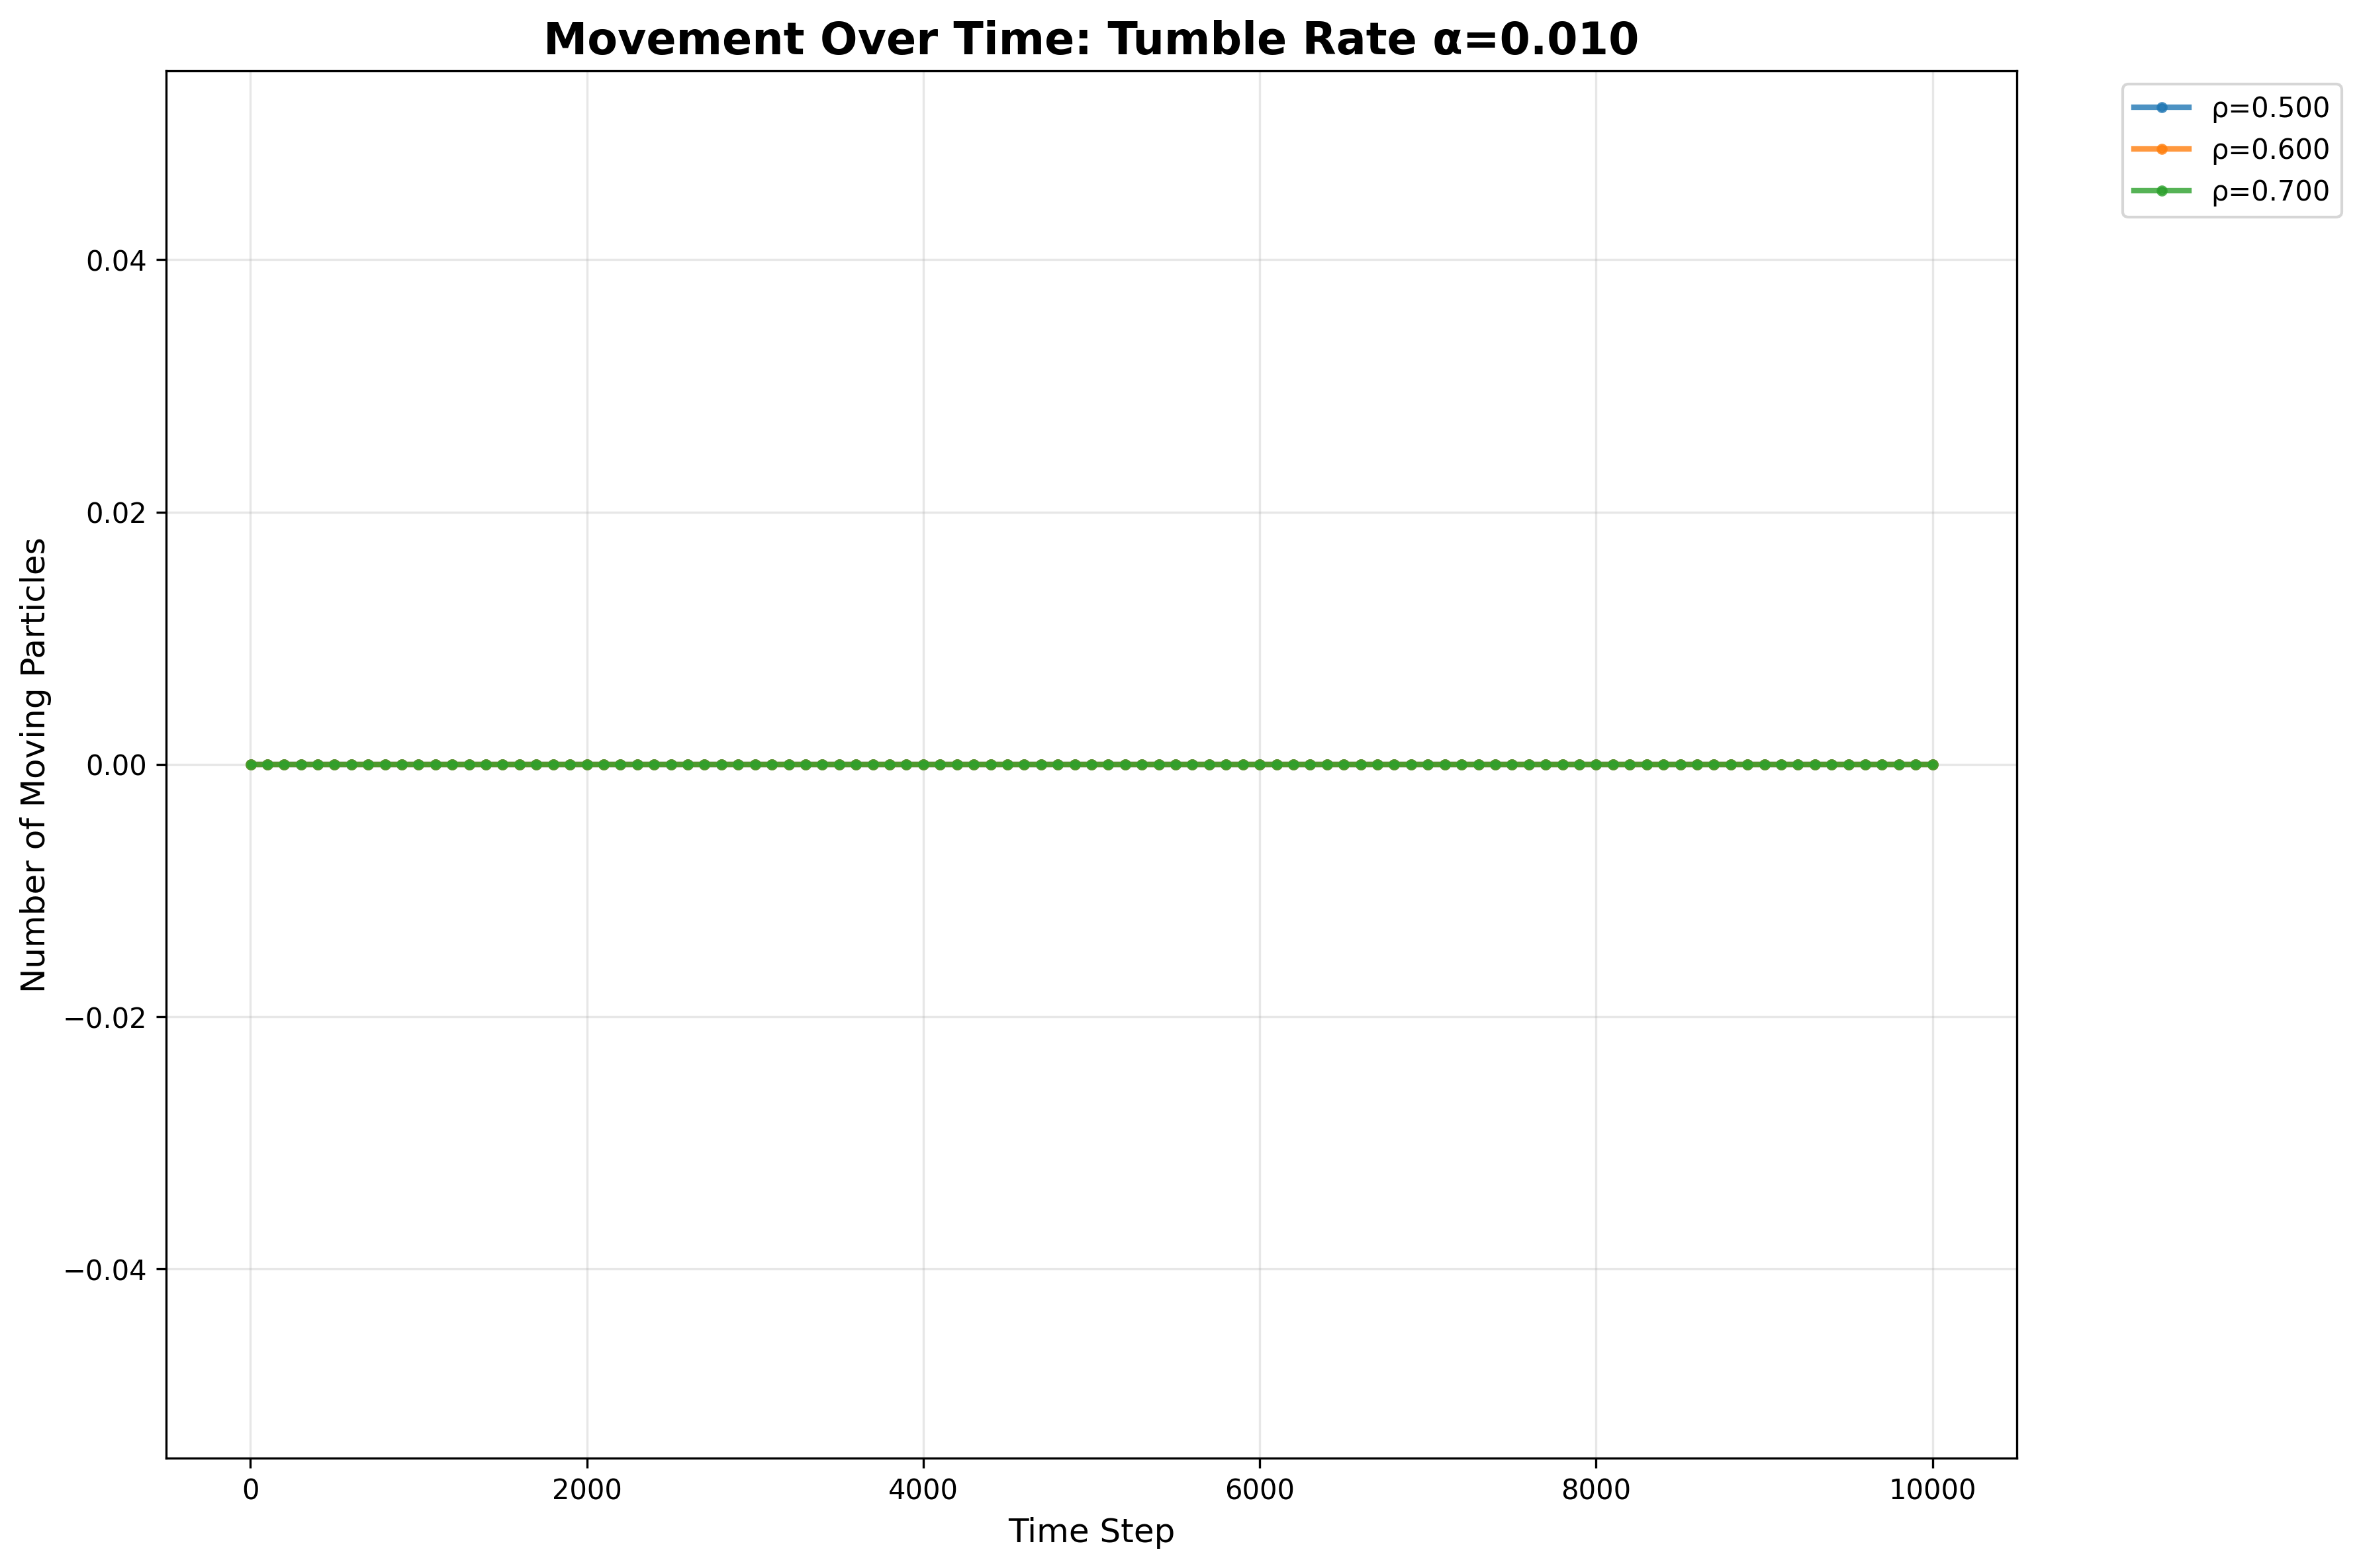 Movement Over Time: Tumble Rate α=0.010
ρ=0.500
ρ=0.600
ρ=0.700
Number of Moving Particles
0.04
0.02
0.00
−0.02
−0.04
0 2000 4000 6000 8000 10000
Time Step